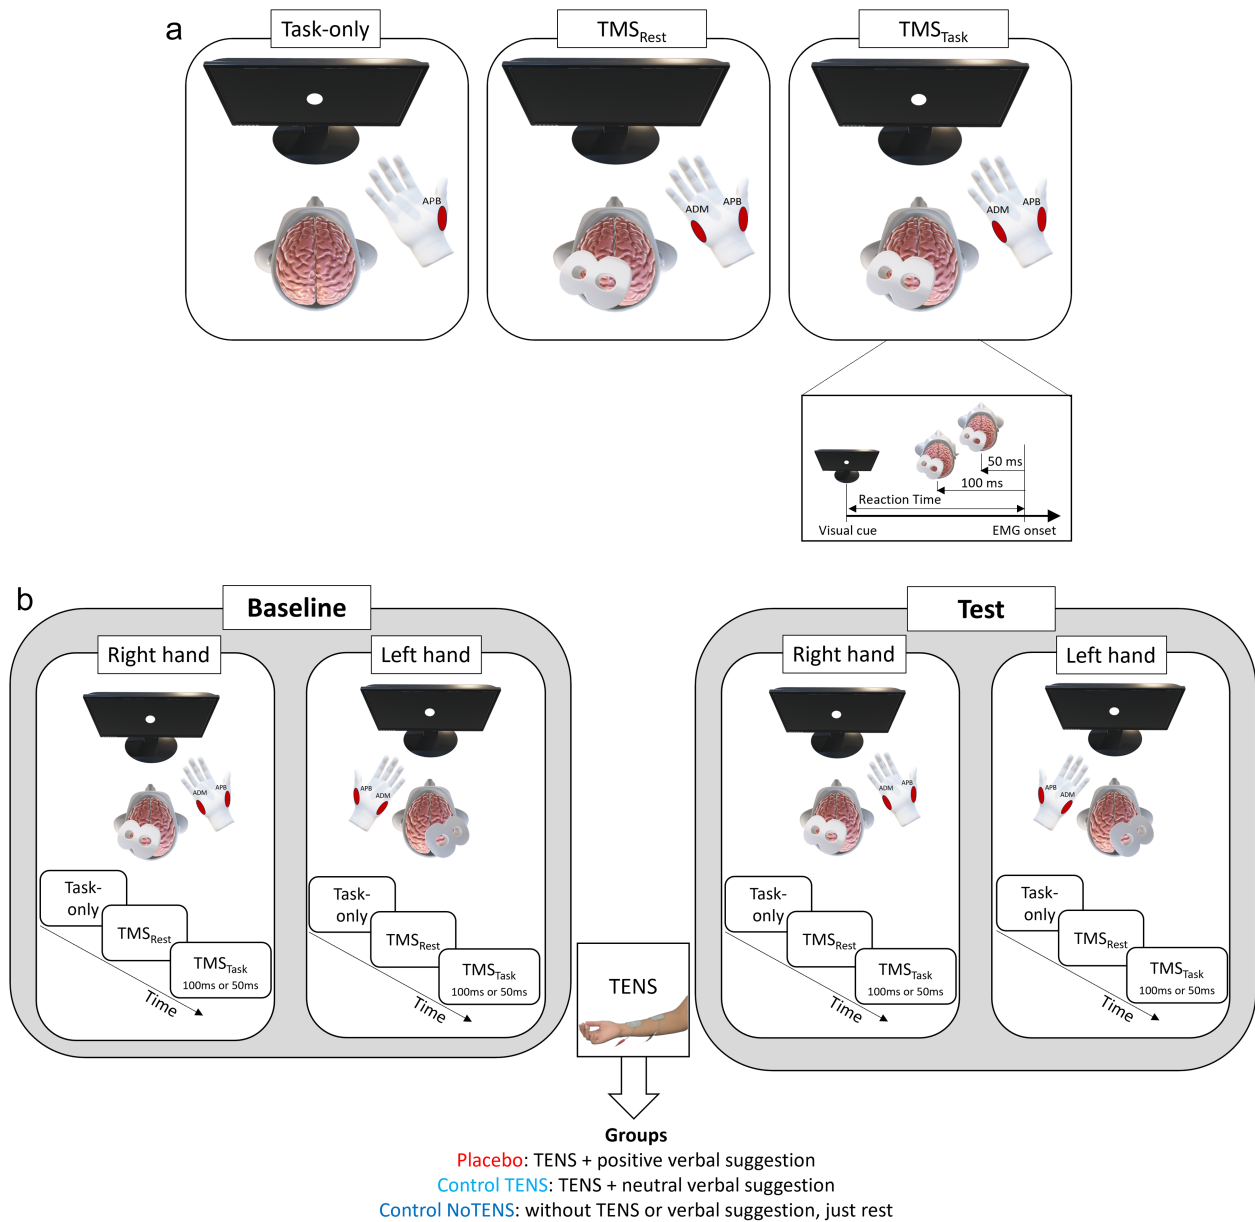 a
Task-only
TMSRest
TMSTask
APB
ADM
APB
ADM
APB
50 ms
100 ms
Reaction Time
Visual cue
EMG onset
b
Baseline
Right hand
Left hand
ADM
APB
APB
ADM
Task-
only
TMSRest
TMSTask
100ms or 50ms
Time
Task-
only
TMSRest
TMSTask
100ms or 50ms
Time
TENS
Test
Right hand
Left hand
ADM
APB
APB
ADM
Task-
only
TMSRest
TMSTask
100ms or 50ms
Time
Task-
only
TMSRest
TMSTask
100ms or 50ms
Time
Groups
Placebo: TENS + positive verbal suggestion
Control TENS: TENS + neutral verbal suggestion
Control NoTENS: without TENS or verbal suggestion, just rest